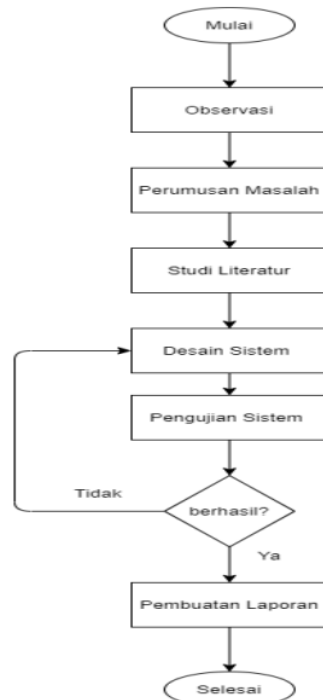 Mulai
Observasi
Perumusan Masalah
Studi Literatur
Desain Sistem
Pengujian Sistem
berhasil?
Tidak
Ya
Pembuatan Laporan
Selesai